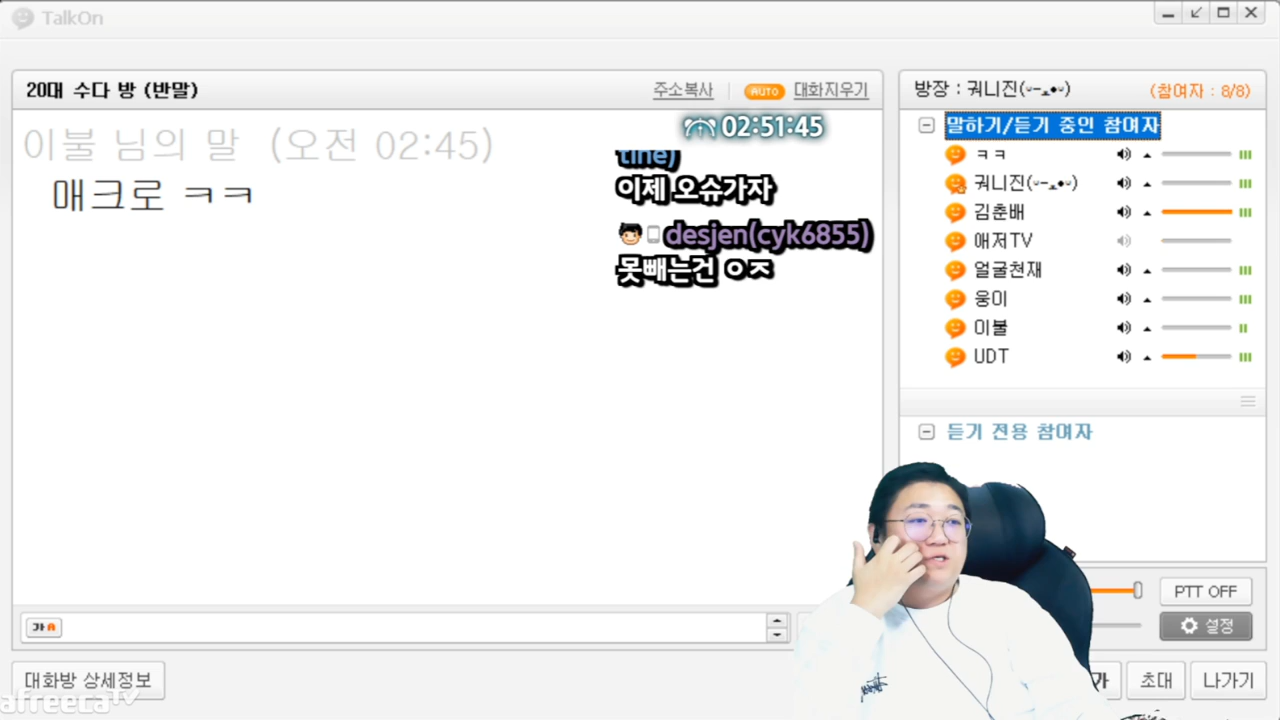 TalkOn
20대 수다 방 (반말)
주소복사
AUTO
대화지우기
이불 님의 말 (오전 02:45)
매크로 ㅋㅋ
02:51:45
tine)
이제 오슈가자
desjen(cyk6855)
못빼는건 ㅇㅈ
방장 : 궈니진
(참여자 : 8/8)
말하기/듣기 중인 참여자
ㅋㅋ
궈니진
김춘배
애저TV
얼굴천재
웅이
이불
UDT
듣기 전용 참여자
PTT OFF
설정
가A
대화방 상세정보
가
초대
나가기
afreecaTV